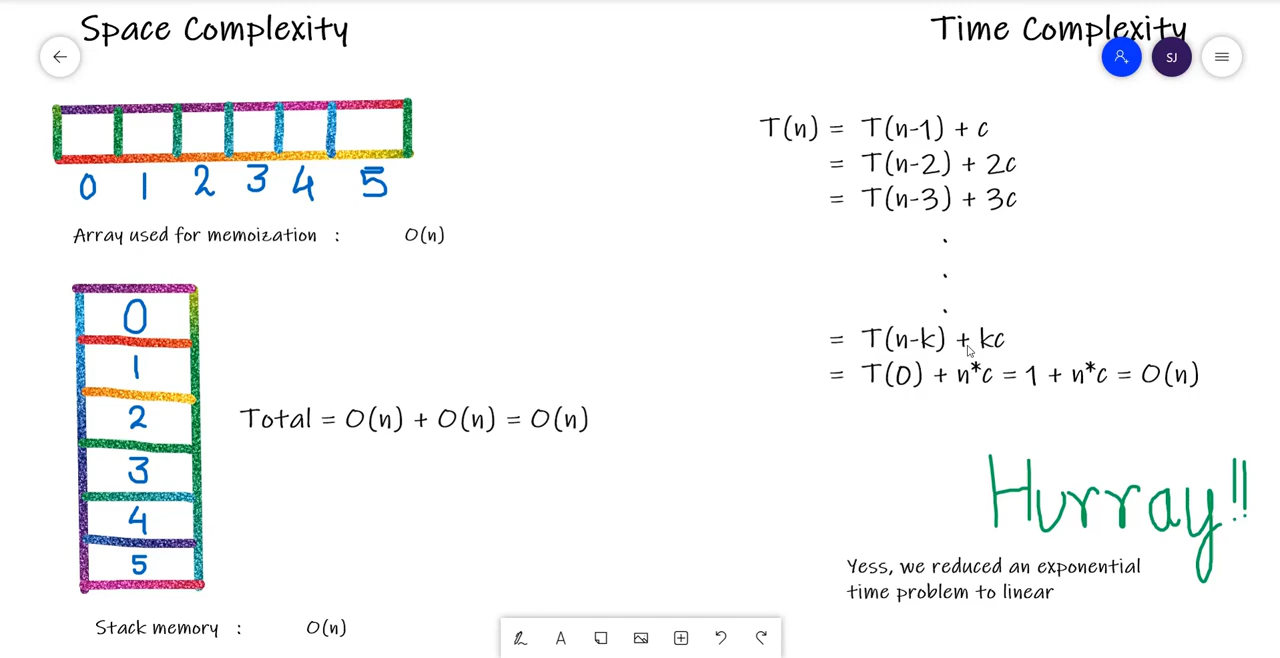 Space Complexity
0 1 2 3 4 5
Array used for memoization : O(n)
0
1
2
3
4
5
Total = O(n) + O(n) = O(n)
Stack memory : O(n)
Time Complexity
SJ
T(n) = T(n-1) + c
= T(n-2) + 2c
= T(n-3) + 3c
.
.
.
= T(n-k) + kc
= T(0) + n*c = 1 + n*c = O(n)
Hurray!!
Yess, we reduced an exponential
time problem to linear
A